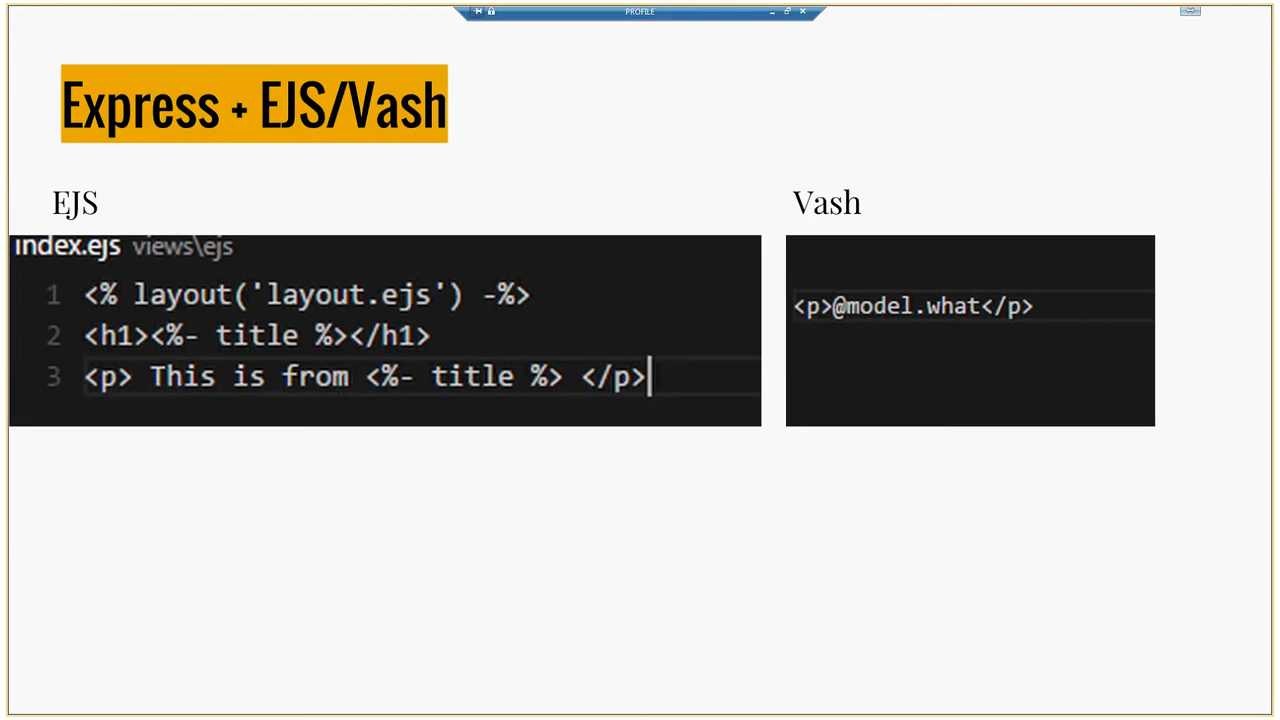 PROFILE
Express + EJS/Vash
EJS
index.ejs views\ejs
1 <% layout('layout.ejs') -%>
2 <h1><%- title %></h1>
3 <p> This is from <%- title %> </p>
Vash
<p>@model.what</p>